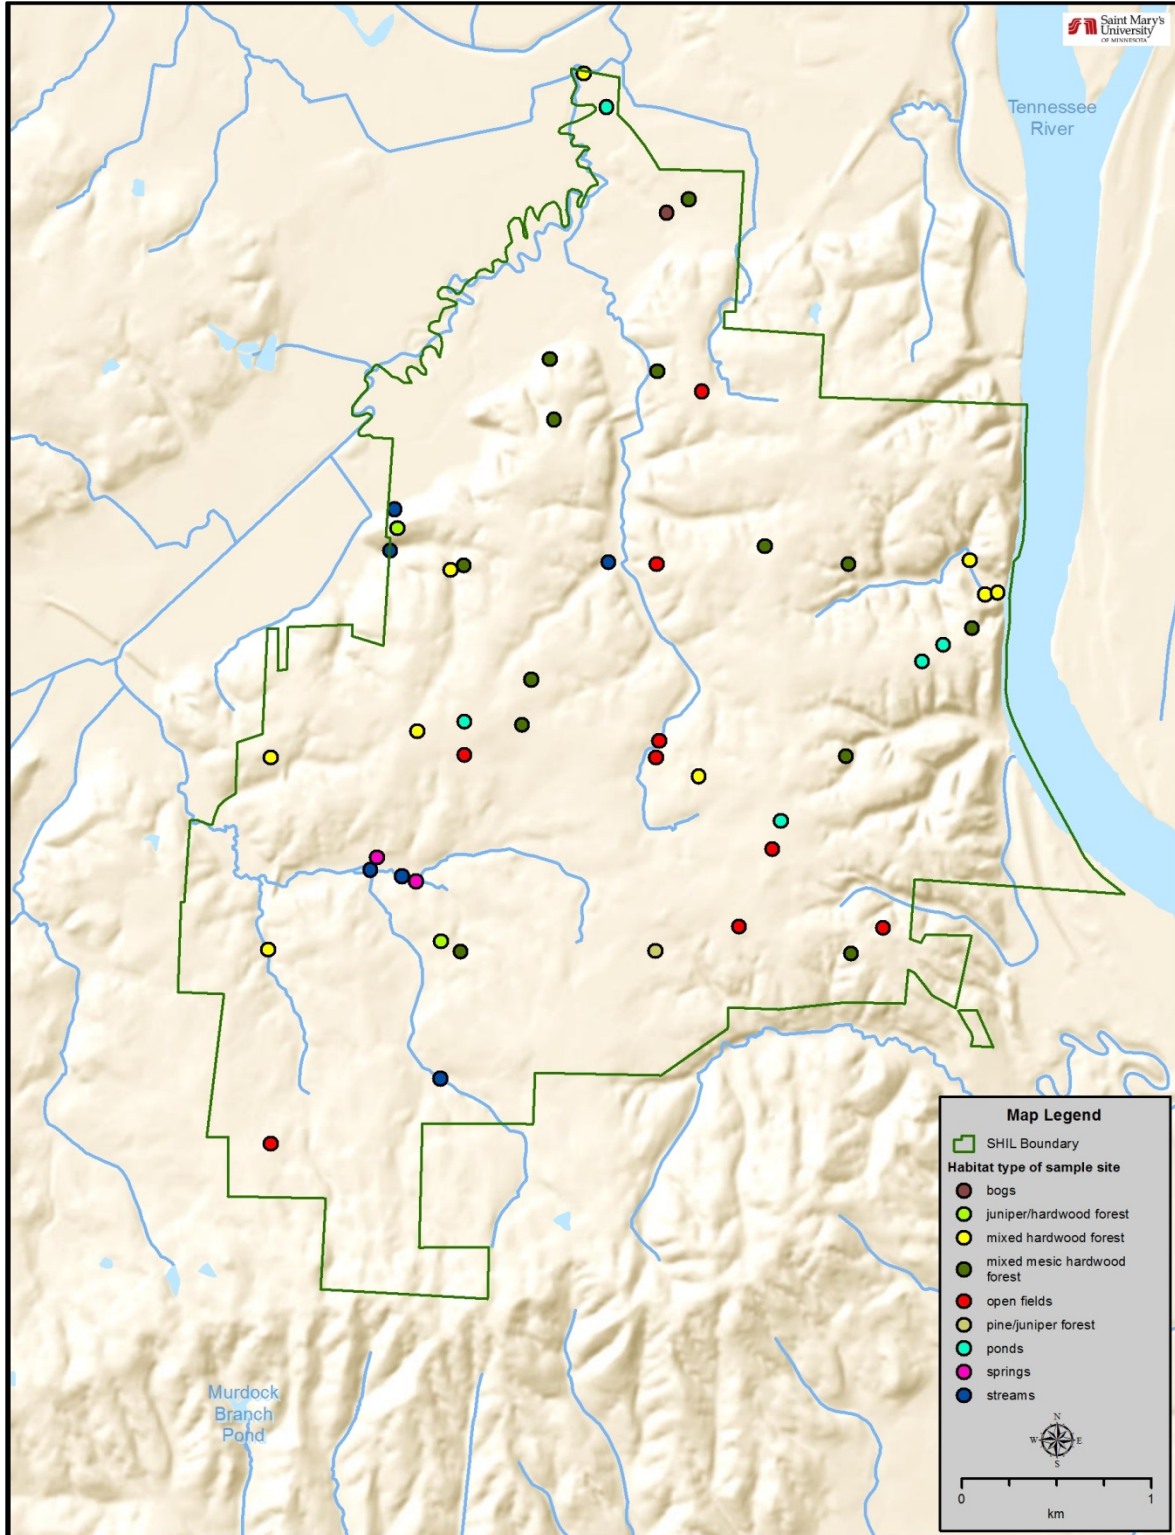 Saint Mary's
University
OF MINNESOTA
Tennessee
River
Map Legend
SHIL Boundary
Habitat type of sample site
bogs
juniper/hardwood forest
mixed hardwood forest
mixed mesic hardwood
forest
open fields
pine/juniper forest
ponds
springs
streams
Murdock
Branch
Pond
N
W E
S
0 1
km